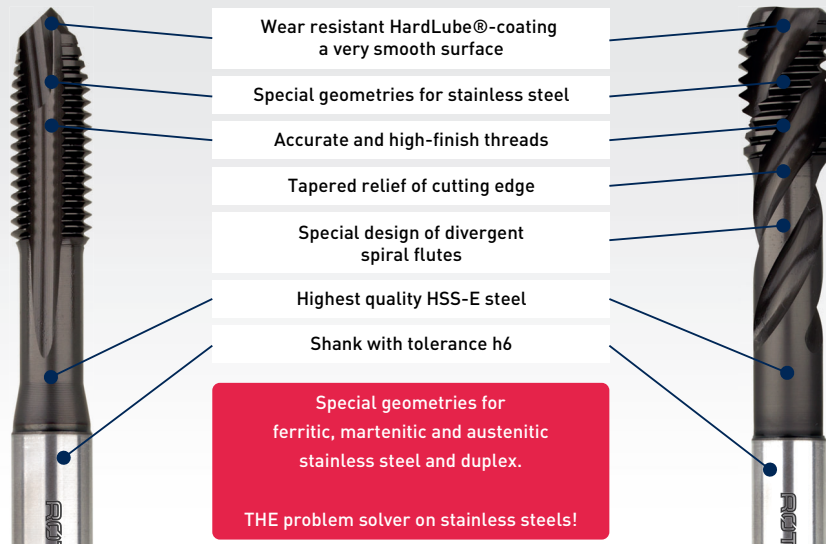 Wear resistant HardLube®-coating
a very smooth surface
Special geometries for stainless steel
Accurate and high-finish threads
Tapered relief of cutting edge
Special design of divergent
spiral flutes
Highest quality HSS-E steel
Shank with tolerance h6
Special geometries for
ferritic, martenitic and austenitic
stainless steel and duplex.
THE problem solver on stainless steels!